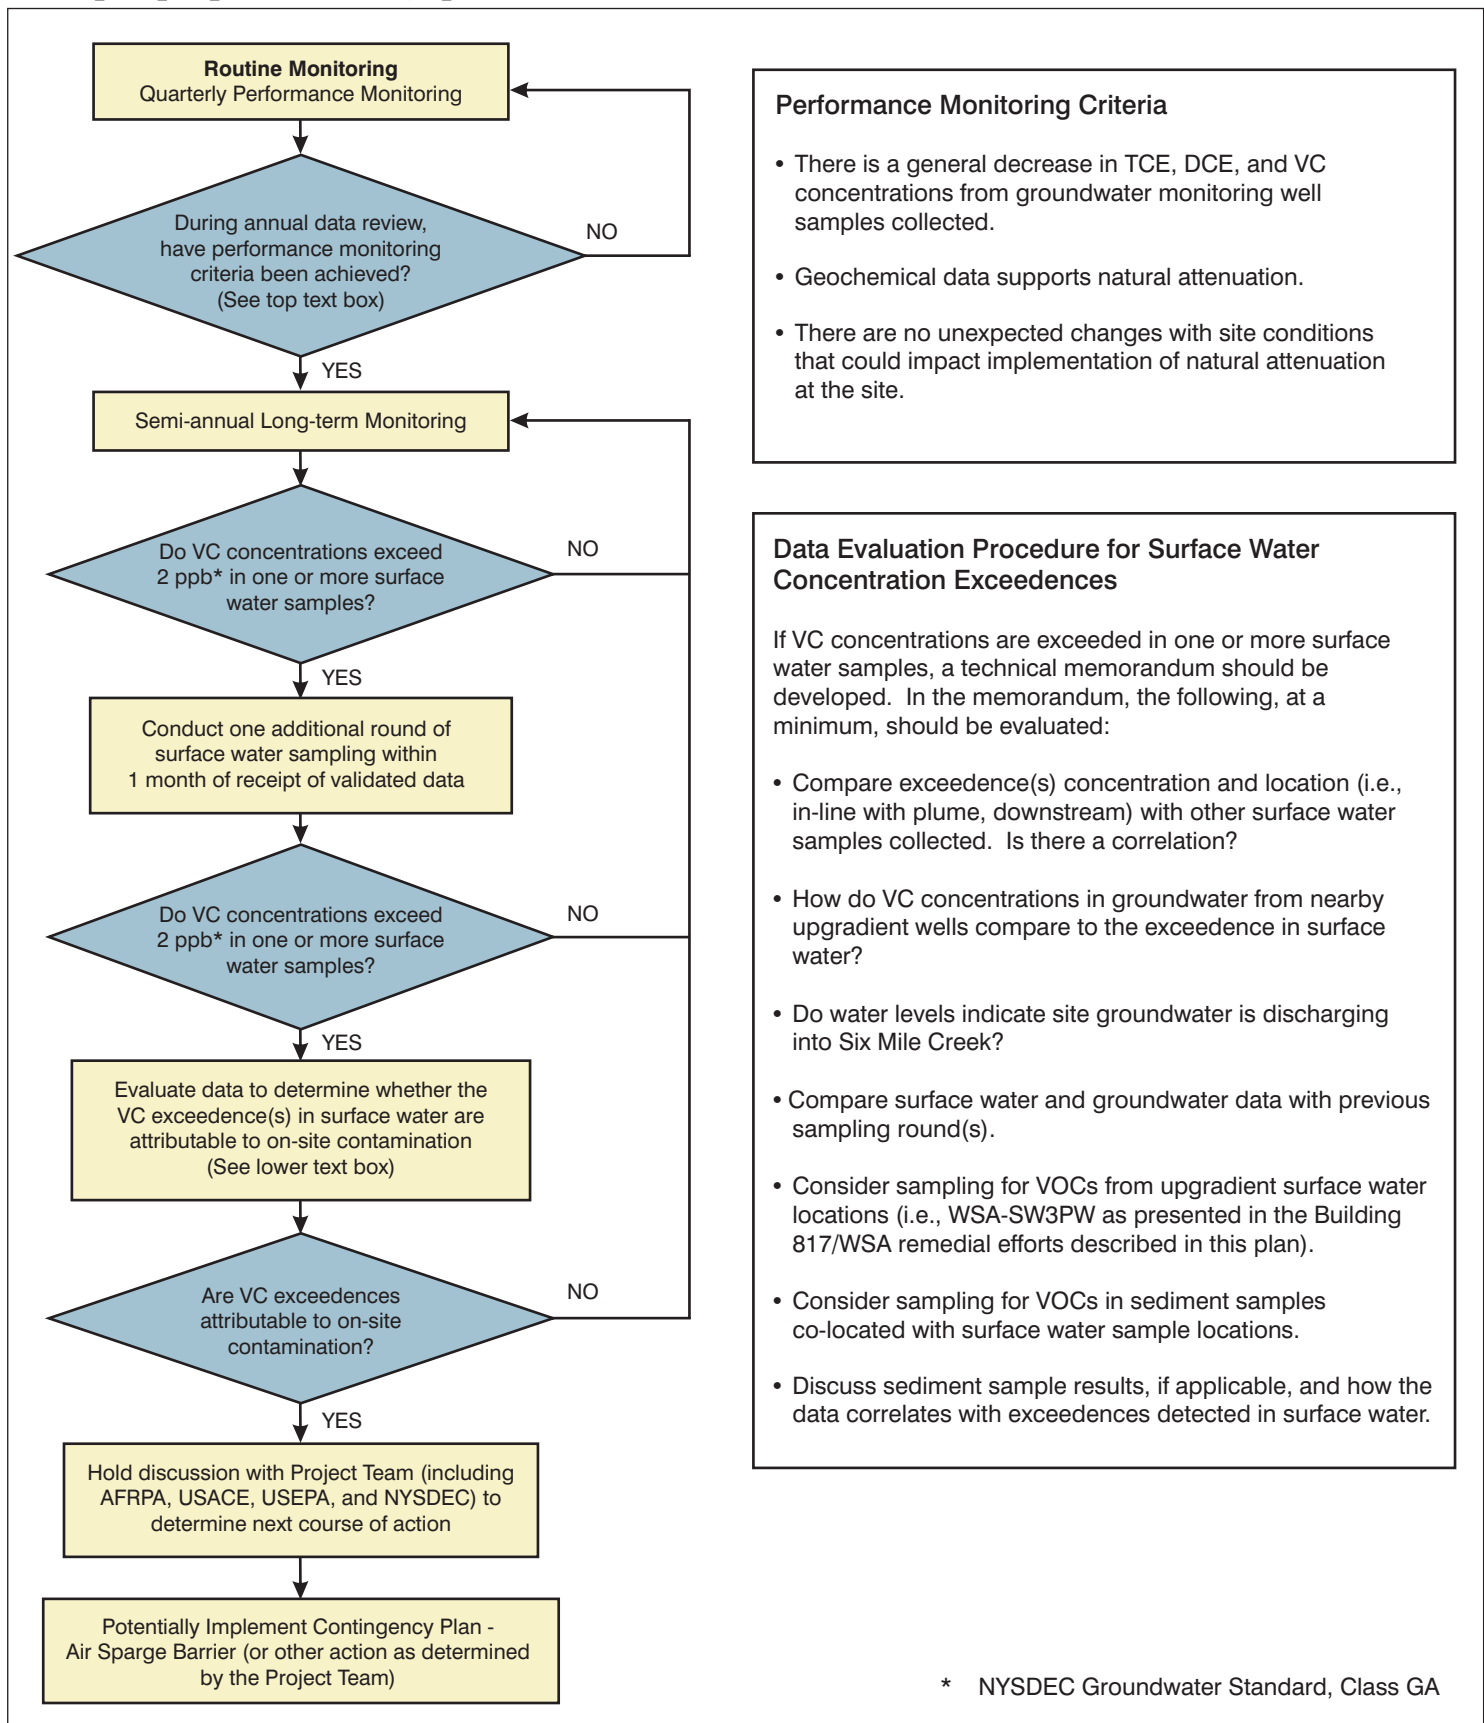 Routine Monitoring
Quarterly Performance Monitoring
During annual data review,
have performance monitoring
criteria been achieved?
(See top text box)
NO
YES
Semi-annual Long-term Monitoring
Do VC concentrations exceed
2 ppb* in one or more surface
water samples?
NO
YES
Conduct one additional round of
surface water sampling within
1 month of receipt of validated data
Do VC concentrations exceed
2 ppb* in one or more surface
water samples?
NO
YES
Evaluate data to determine whether the
VC exceedence(s) in surface water are
attributable to on-site contamination
(See lower text box)
Are VC exceedences
attributable to on-site
contamination?
NO
YES
Hold discussion with Project Team (including
AFRPA, USACE, USEPA, and NYSDEC) to
determine next course of action
Potentially Implement Contingency Plan -
Air Sparge Barrier (or other action as determined
by the Project Team)
Performance Monitoring Criteria
• There is a general decrease in TCE, DCE, and VC
concentrations from groundwater monitoring well
samples collected.
• Geochemical data supports natural attenuation.
• There are no unexpected changes with site conditions
that could impact implementation of natural attenuation
at the site.
Data Evaluation Procedure for Surface Water
Concentration Exceedences
If VC concentrations are exceeded in one or more surface
water samples, a technical memorandum should be
developed.  In the memorandum, the following, at a
minimum, should be evaluated:
• Compare exceedence(s) concentration and location (i.e.,
in-line with plume, downstream) with other surface water
samples collected.  Is there a correlation?
• How do VC concentrations in groundwater from nearby
upgradient wells compare to the exceedence in surface
water?
• Do water levels indicate site groundwater is discharging
into Six Mile Creek?
• Compare surface water and groundwater data with previous
sampling round(s).
• Consider sampling for VOCs from upgradient surface water
locations (i.e., WSA-SW3PW as presented in the Building
817/WSA remedial efforts described in this plan).
• Consider sampling for VOCs in sediment samples
co-located with surface water sample locations.
• Discuss sediment sample results, if applicable, and how the
data correlates with exceedences detected in surface water.
* NYSDEC Groundwater Standard, Class GA